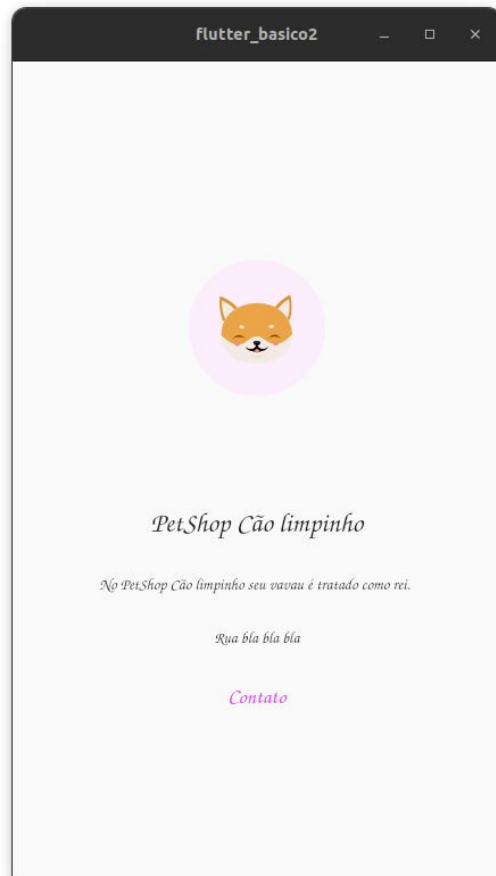 flutter_basico2
PetShop Cão limpinho
No PetShop Cão limpinho seu vavau é tratado como rei.
Rua bla bla bla
Contato